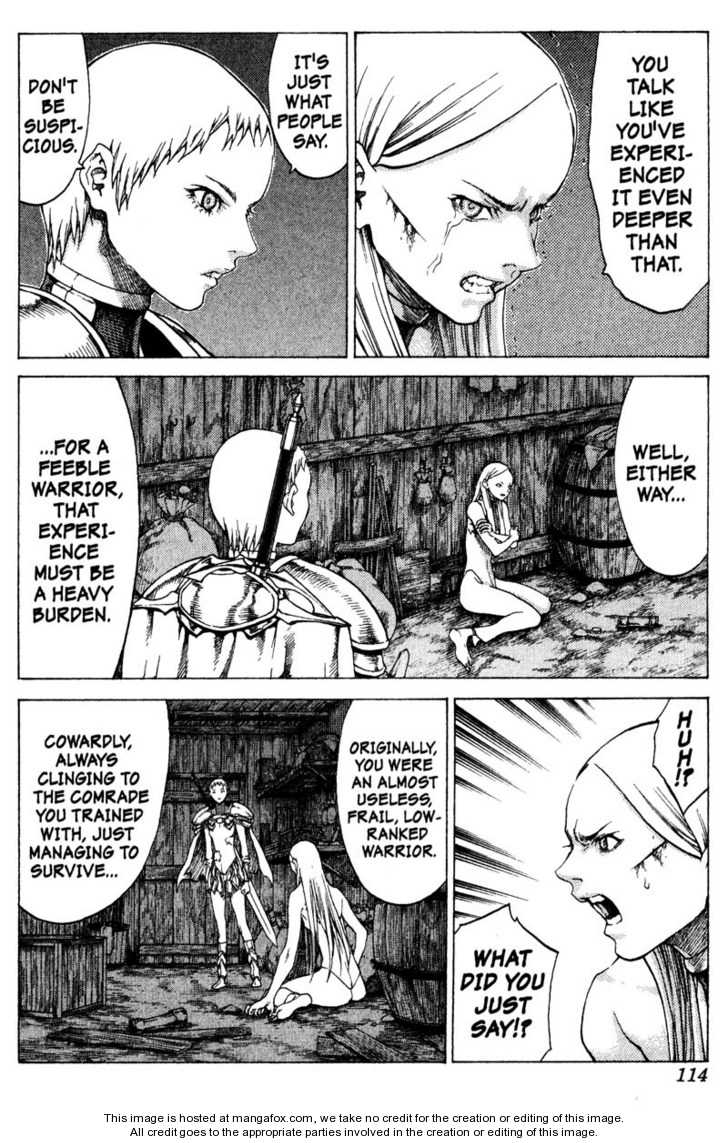 YOU
TALK
LIKE
YOU'VE
EXPERI-
ENCED
IT EVEN
DEEPER
THAN
THAT.
IT'S
JUST
WHAT
PEOPLE
SAY.
DON'T
BE
SUSPI-
CIOUS.
WELL,
EITHER
WAY...
...FOR A
FEEBLE
WARRIOR,
THAT
EXPERI-
ENCE
MUST BE
A HEAVY
BURDEN.
HUH!?
WHAT
DID YOU
JUST
SAY!?
ORIGINALLY,
YOU WERE
AN ALMOST
USELESS,
FRAIL, LOW-
RANKED
WARRIOR.
COWARDLY,
ALWAYS
CLINGING TO
THE COMRADE
YOU TRAINED
WITH, JUST
MANAGING TO
SURVIVE...
114
This image is hosted at mangafox.com, we take no credit for the creation or editing of this image.
All credit goes to the appropriate parties involved in the creation or editing of this image.